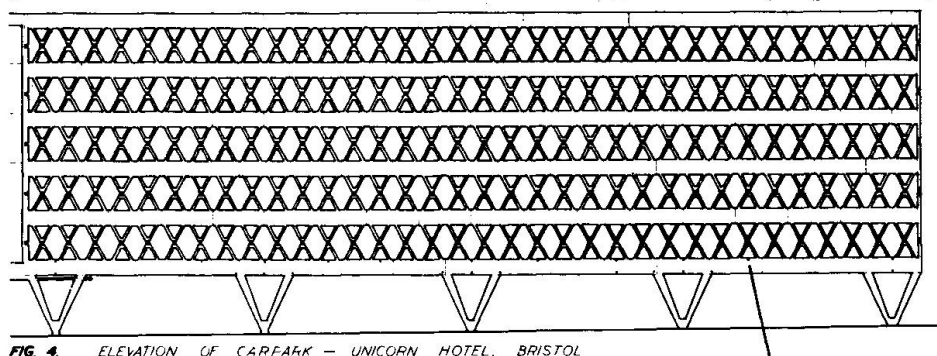 FIG. 4. ELEVATION OF CARPARK — UNICORN HOTEL, BRISTOL